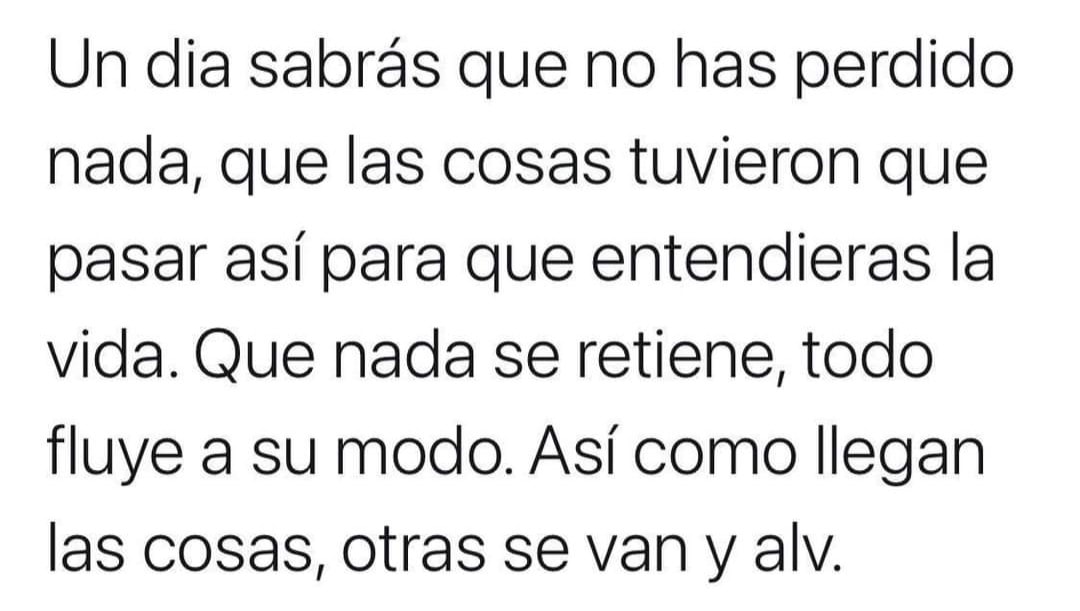 Un dia sabrás que no has perdido
nada, que las cosas tuvieron que
pasar así para que entendieras la
vida. Que nada se retiene, todo
fluye a su modo. Así como llegan
las cosas, otras se van y alv.